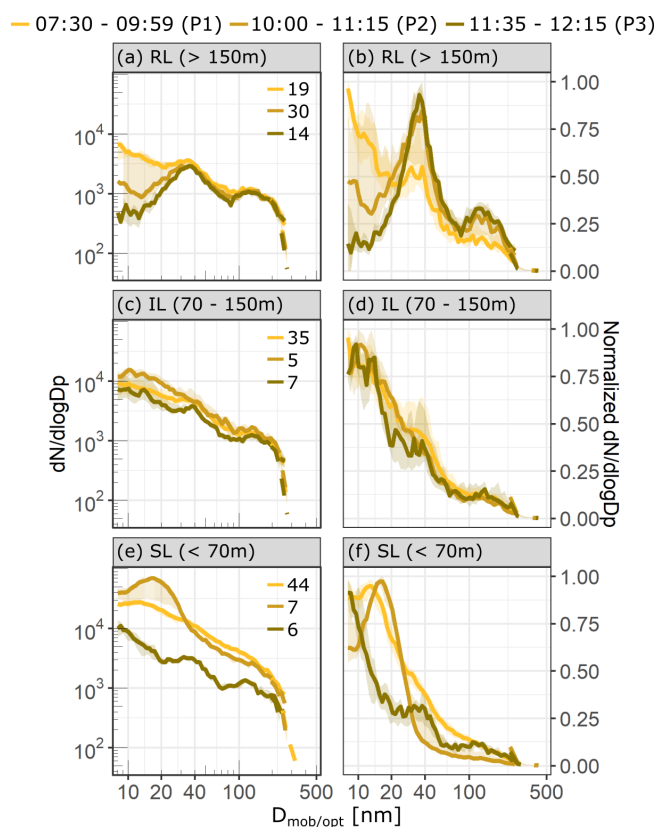 07:30 - 09:59 (P1) 10:00 - 11:15 (P2) 11:35 - 12:15 (P3)
(a) RL (> 150m)
19
30
14
10⁴
10³
10²
(b) RL (> 150m)
1.00
0.75
0.50
0.25
0.00
(c) IL (70 - 150m)
35
5
7
10⁴
10³
10²
(d) IL (70 - 150m)
1.00
0.75
0.50
0.25
0.00
dN/dlogDp
Normalized dN/dlogDp
(e) SL (< 70m)
44
7
6
10⁴
10³
10²
10 20 40 100 500
(f) SL (< 70m)
1.00
0.75
0.50
0.25
0.00
10 20 40 100 500
D_mob/opt [nm]